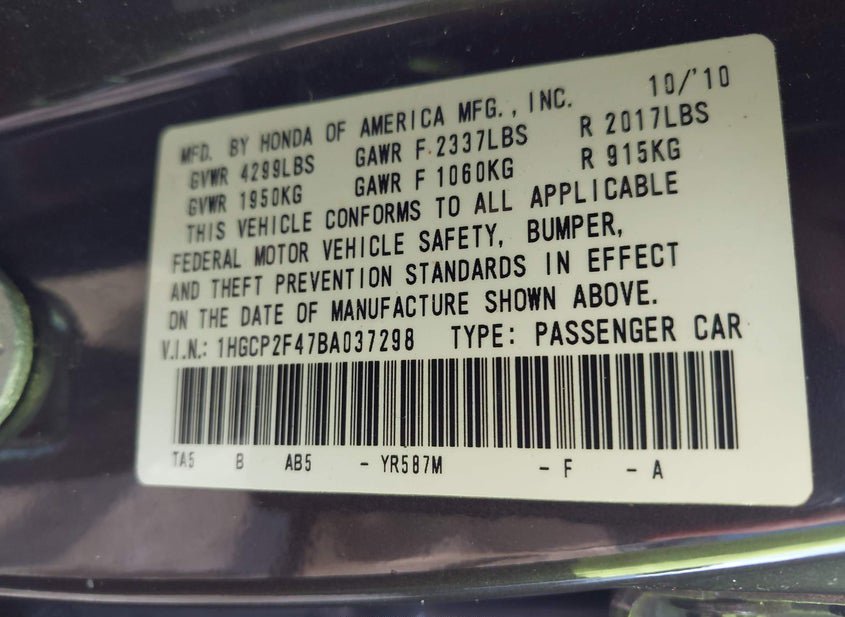 MFD. BY HONDA OF AMERICA MFG., INC. 10/'10
GVWR 4299LBS GAWR F 2337LBS R 2017LBS
GVWR 1950KG GAWR F 1060KG R 915KG
THIS VEHICLE CONFORMS TO ALL APPLICABLE
FEDERAL MOTOR VEHICLE SAFETY, BUMPER,
AND THEFT PREVENTION STANDARDS IN EFFECT
ON THE DATE OF MANUFACTURE SHOWN ABOVE.
V.I.N.: 1HGCP2F47BA037298 TYPE: PASSENGER CAR
TA5 B AB5 - YR587M - F - A